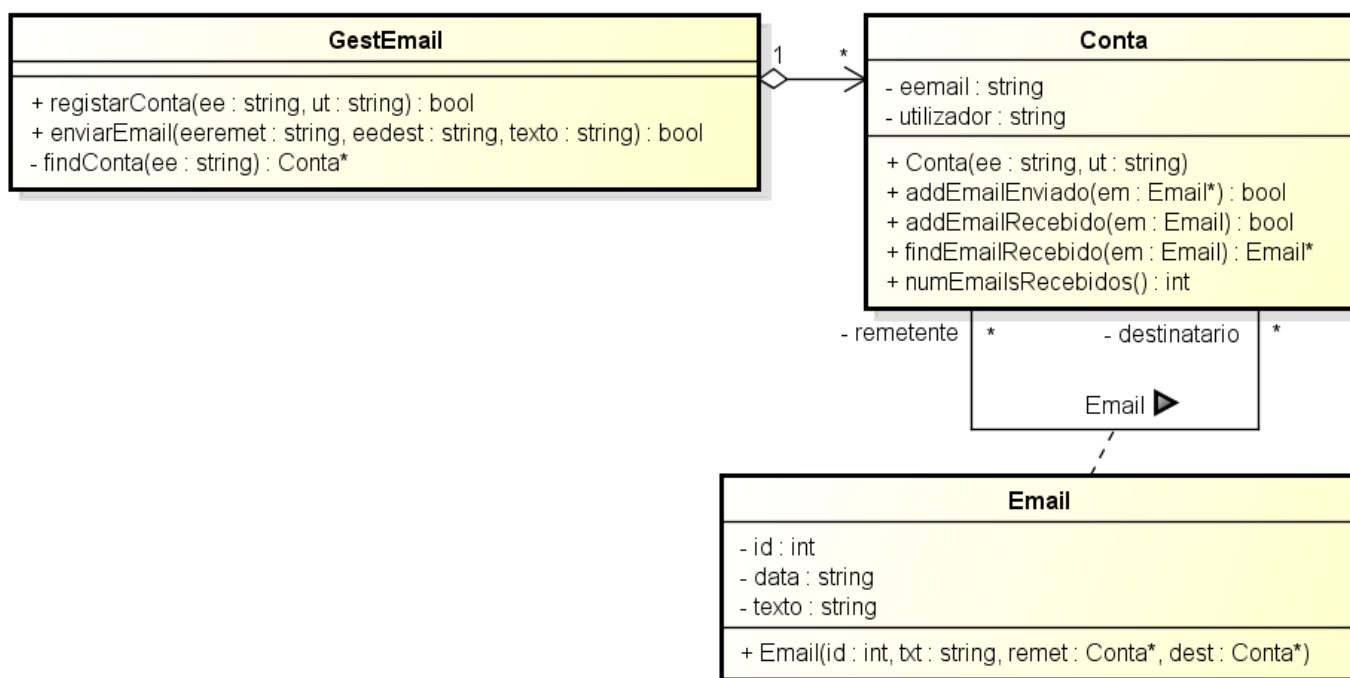 GestEmail
+ registarConta(ee : string, ut : string) : bool
+ enviarEmail(eeremet : string, eedest : string, texto : string) : bool
- findConta(ee : string) : Conta*
1
*
Conta
- eemail : string
- utilizador : string
+ Conta(ee : string, ut : string)
+ addEmailEnviado(em : Email*) : bool
+ addEmailRecebido(em : Email) : bool
+ findEmailRecebido(em : Email) : Email*
+ numEmailsRecebidos() : int
- remetente
*
- destinatario
*
Email
Email
- id : int
- data : string
- texto : string
+ Email(id : int, txt : string, remet : Conta*, dest : Conta*)